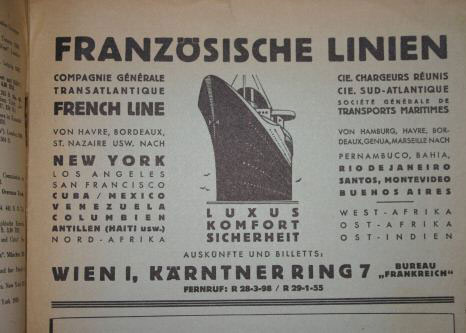 FRANZÖSISCHE LINIEN
COMPAGNIE GÉNÉRALE
TRANSATLANTIQUE
FRENCH LINE
VON HAVRE, BORDEAUX,
ST. NAZAIRE USW. NACH
NEW YORK
LOS ANGELES
SAN FRANCISCO
CUBA / MEXICO
VENEZUELA
COLUMBIEN
ANTILLEN (HAITI USW.)
NORD-AFRIKA
LUXUS
KOMFORT
SICHERHEIT
CIE. CHARGEURS RÉUNIS
CIE. SUD-ATLANTIQUE
SOCIÉTÉ GÉNÉRALE DE
TRANSPORTS MARITIMES
VON HAMBURG, HAVRE, BOR-
DEAUX, GENUA, MARSEILLE NACH
PERNAMBUCO, BAHIA,
RIO DE JANEIRO
SANTOS, MONTEVIDEO
BUENOS AIRES
WEST-AFRIKA
OST-AFRIKA
OST-INDIEN
AUSKÜNFTE UND BILLETTS:
WIEN I, KÄRNTNERRING 7 BUREAU „FRANKREICH"
FERNRUF: R 28-3-98 / R 29-1-55